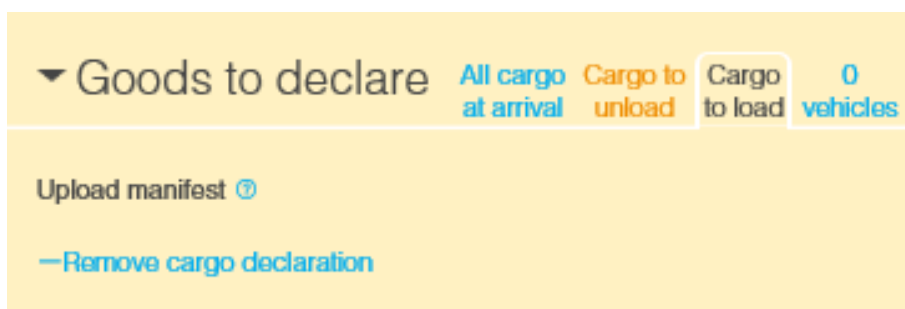 Goods to declare
All cargo at arrival
Cargo to unload
Cargo to load
0 vehicles
Upload manifest ?
—Remove cargo declaration